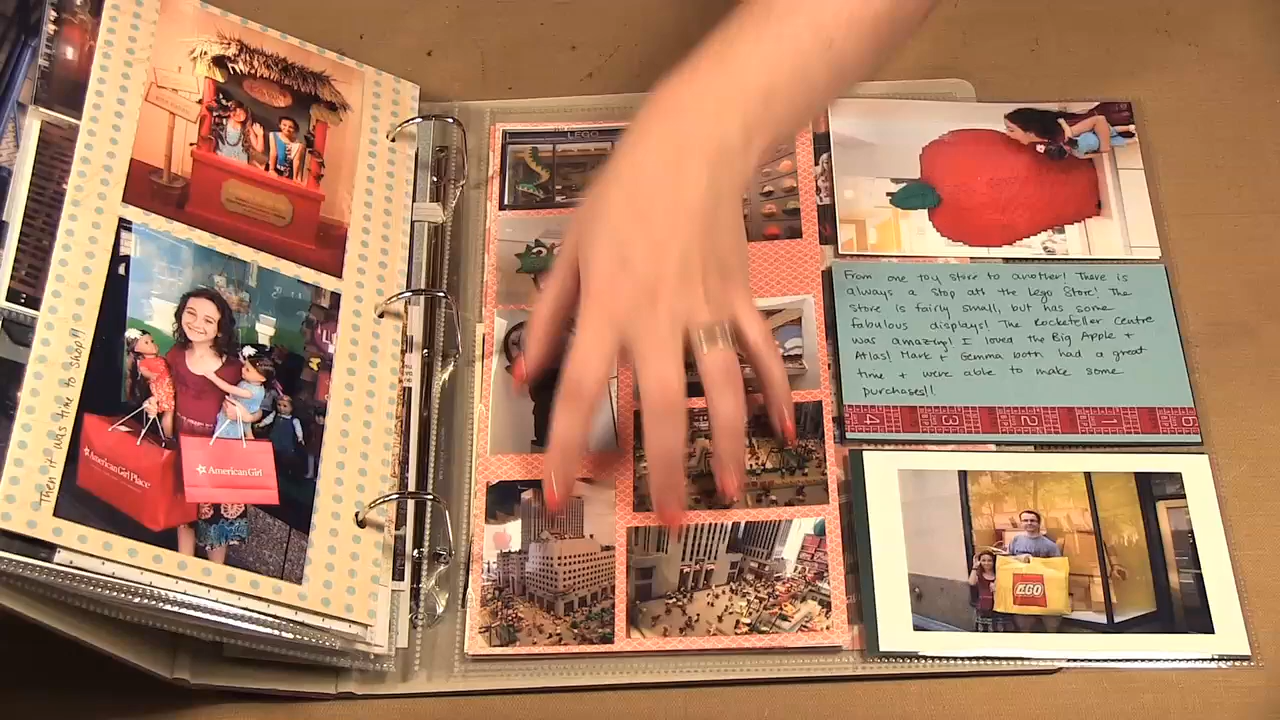 Then it was time to shop!!
American Girl Place
American Girl
LEGO
From one toy store to another! There is
always a stop ath the Lego Store! The
store is fairly small, but has some
fabulous displays! The Rockefeller Centre
was amazing! I loved the Big Apple +
Atlas! Mark + Gemma both had a great
time + were able to make some
purchases!!
4 3 2 1
LEGO